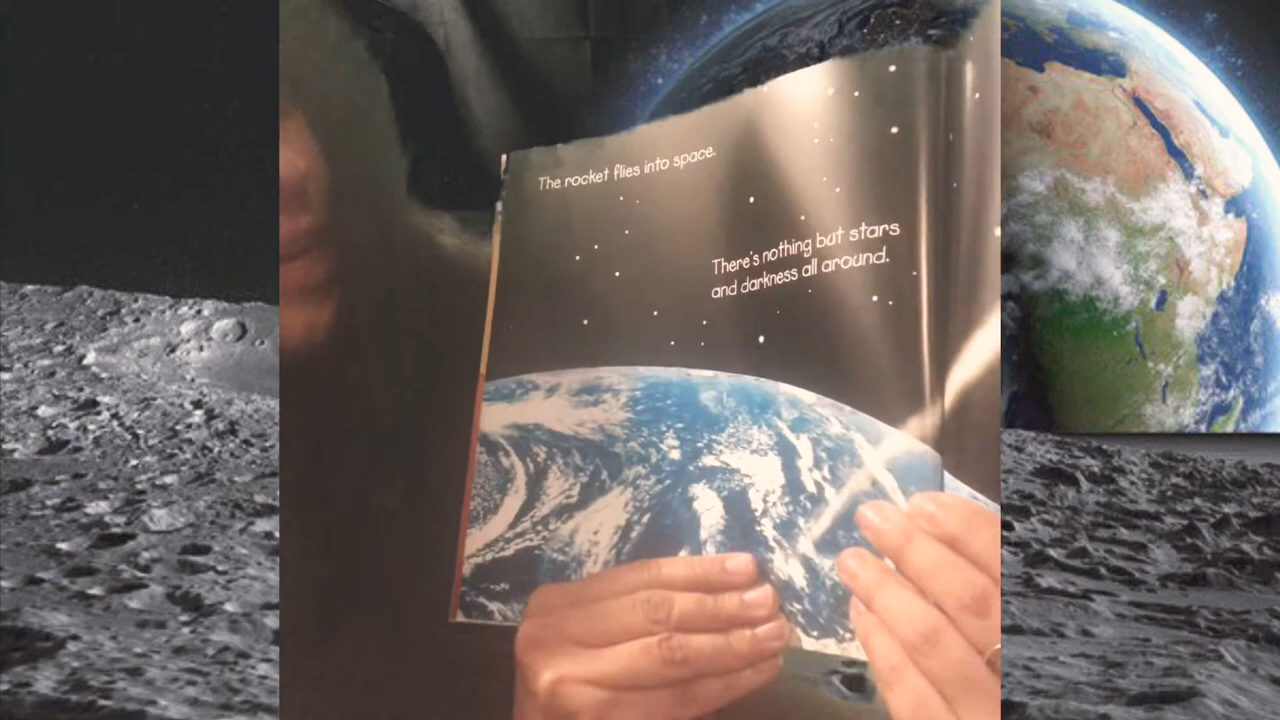 The rocket flies into space.
There's nothing but stars
and darkness all around.